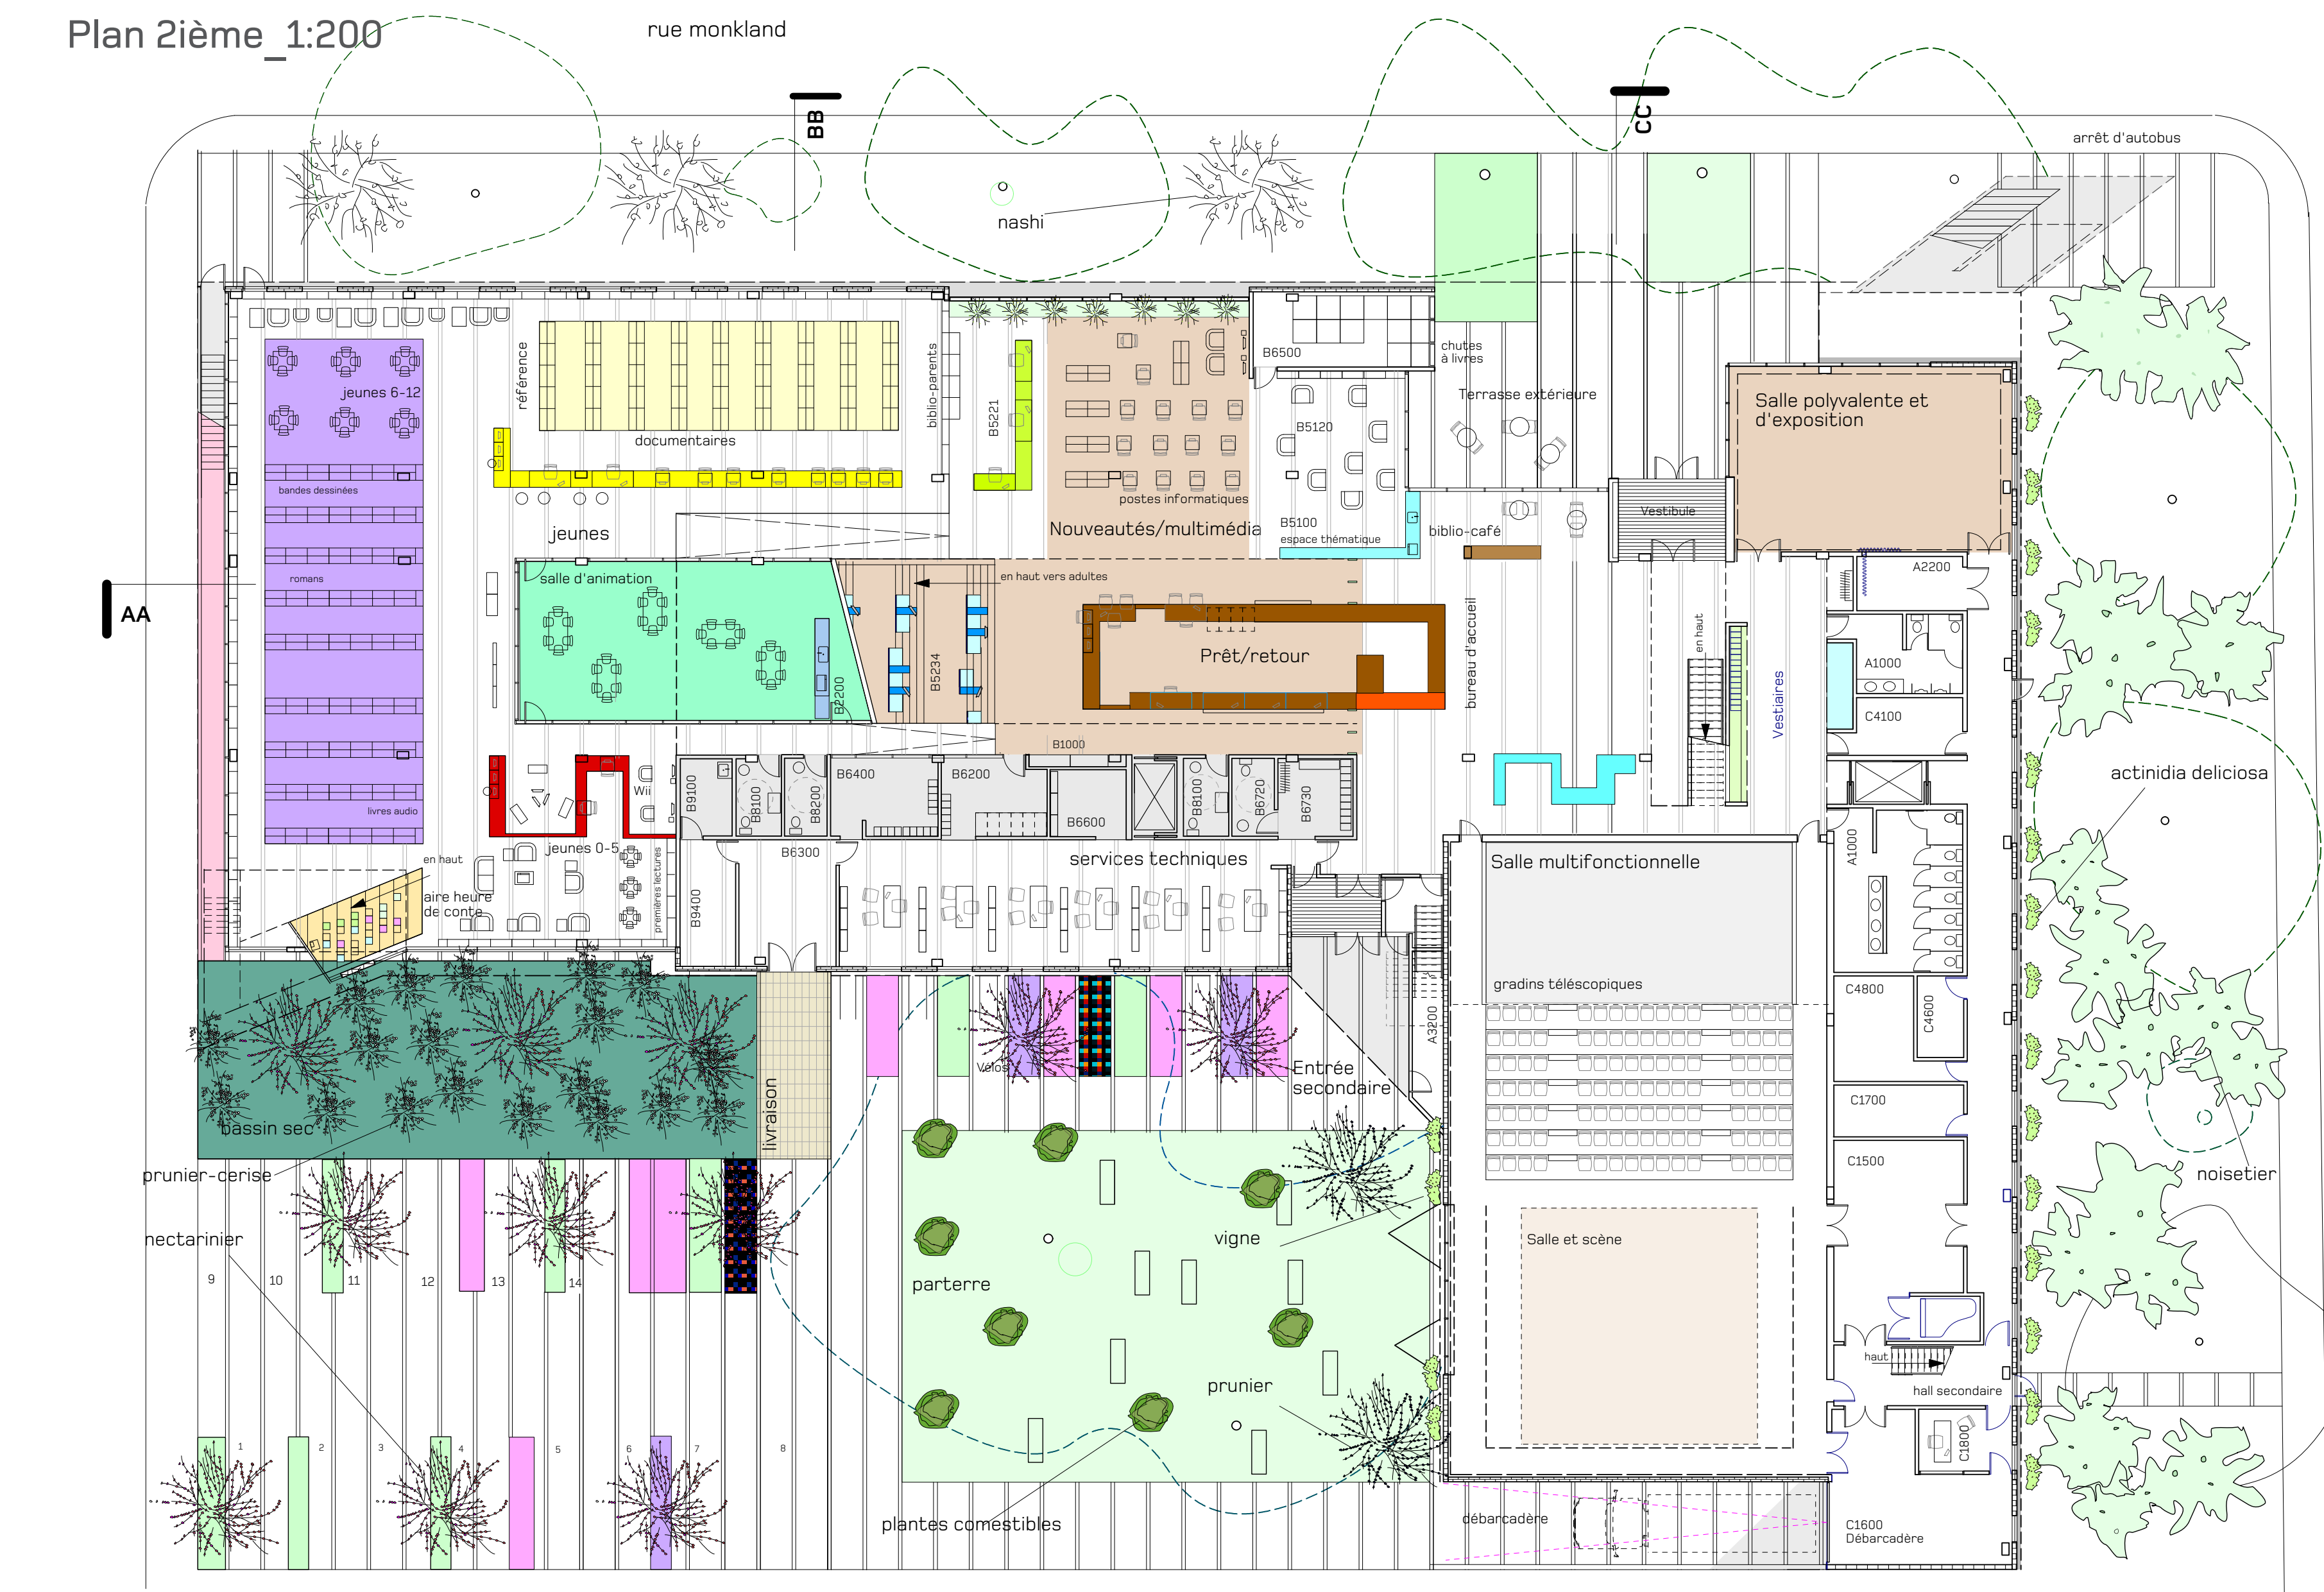 Plan 2ième_1:200
rue monkland
BB
CC
arrêt d'autobus
nashi
référence
biblio-parents
B6500
chutes
à livres
jeunes 6-12
B5221
B5120
Terrasse extérieure
Salle polyvalente et
d'exposition
documentaires
bandes dessinées
postes informatiques
Vestibule
jeunes
Nouveautés/multimédia
B5100
espace thématique
biblio-café
romans
salle d'animation
en haut vers adultes
A2200
AA
B2200
B5234
Prêt/retour
bureau d'accueil
en haut
Vestiaires
A1000
C4100
B1000
actinidia deliciosa
Wii
B9100
B8100
B8200
B6400
B6200
B6600
B8100
B6720
B6730
livres audio
jeunes 0-5
B6300
services techniques
Salle multifonctionnelle
A1000
en haut
aire heure
de conte
premières lectures
B9400
gradins téléscopiques
C4800
C4600
A3200
Vélos
Entrée
secondaire
livraison
bassin sec
C1700
prunier-cerise
C1500
noisetier
nectarinier
vigne
Salle et scène
9
10
11
12
13
14
parterre
haut
prunier
hall secondaire
1
2
3
4
5
6
7
8
C1800
plantes comestibles
débarcadère
C1600
Débarcadère